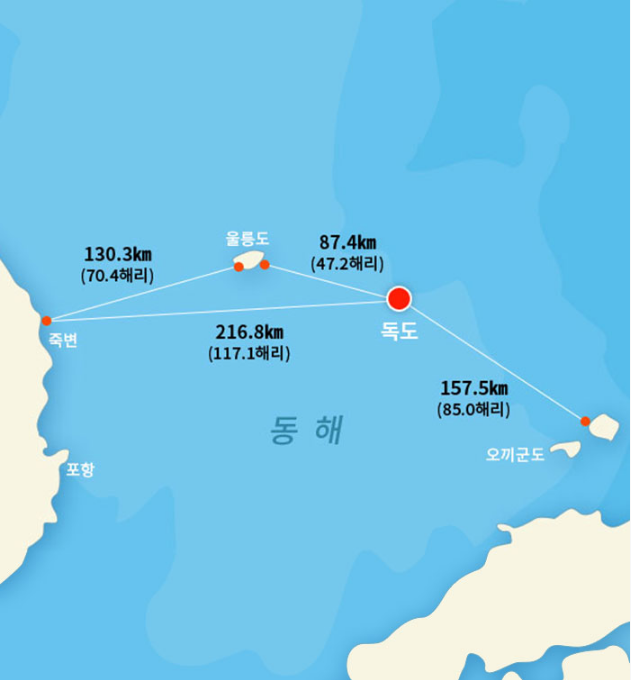 울릉도
87.4km
(47.2해리)
130.3km
(70.4해리)
죽변
216.8km
(117.1해리)
독도
157.5km
(85.0해리)
동 해
오끼군도
포항